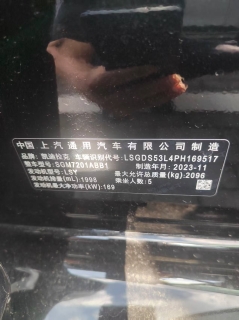 中国 上汽通用汽车有限公司 制造
品牌：凯迪拉克 车辆识别代号：LSGDS53L4PH169517
整车型号：SGM7201ABB1 制造年月：2023-11
发动机型号：LSY 最大允许总质量(kg)：2096
发动机排量(mL)：1998 乘坐人数：5
发动机最大净功率(kW)：169